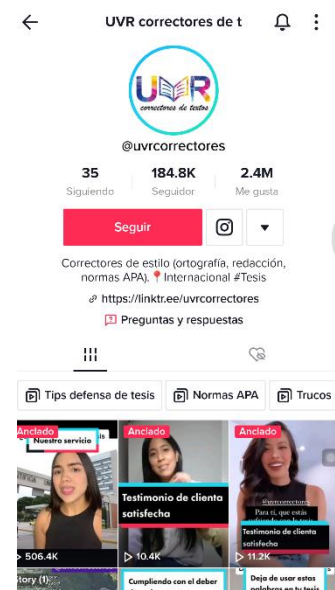 UVR correctores de t
UVR
correctores de textos
@uvrcorrectores
35 184.8K 2.4M
Siguiendo Seguidor Me gusta
Seguir
Correctores de estilo (ortografía, redacción,
normas APA).📍Internacional #Tesis
https://linktr.ee/uvrcorrectores
Preguntas y respuestas
Tips defensa de tesis Normas APA Trucos
Anclado Anclado Anclado
Nuestro servicio
Testimonio de clienta
satisfecha
@uvrcorrectores
Para ti, que estás
Testimonio de clienta
satisfecha
506.4K 10.4K 11.2K
Story (1)
Cumpliendo con el deber
Deja de usar estas
palabras en tu tesis